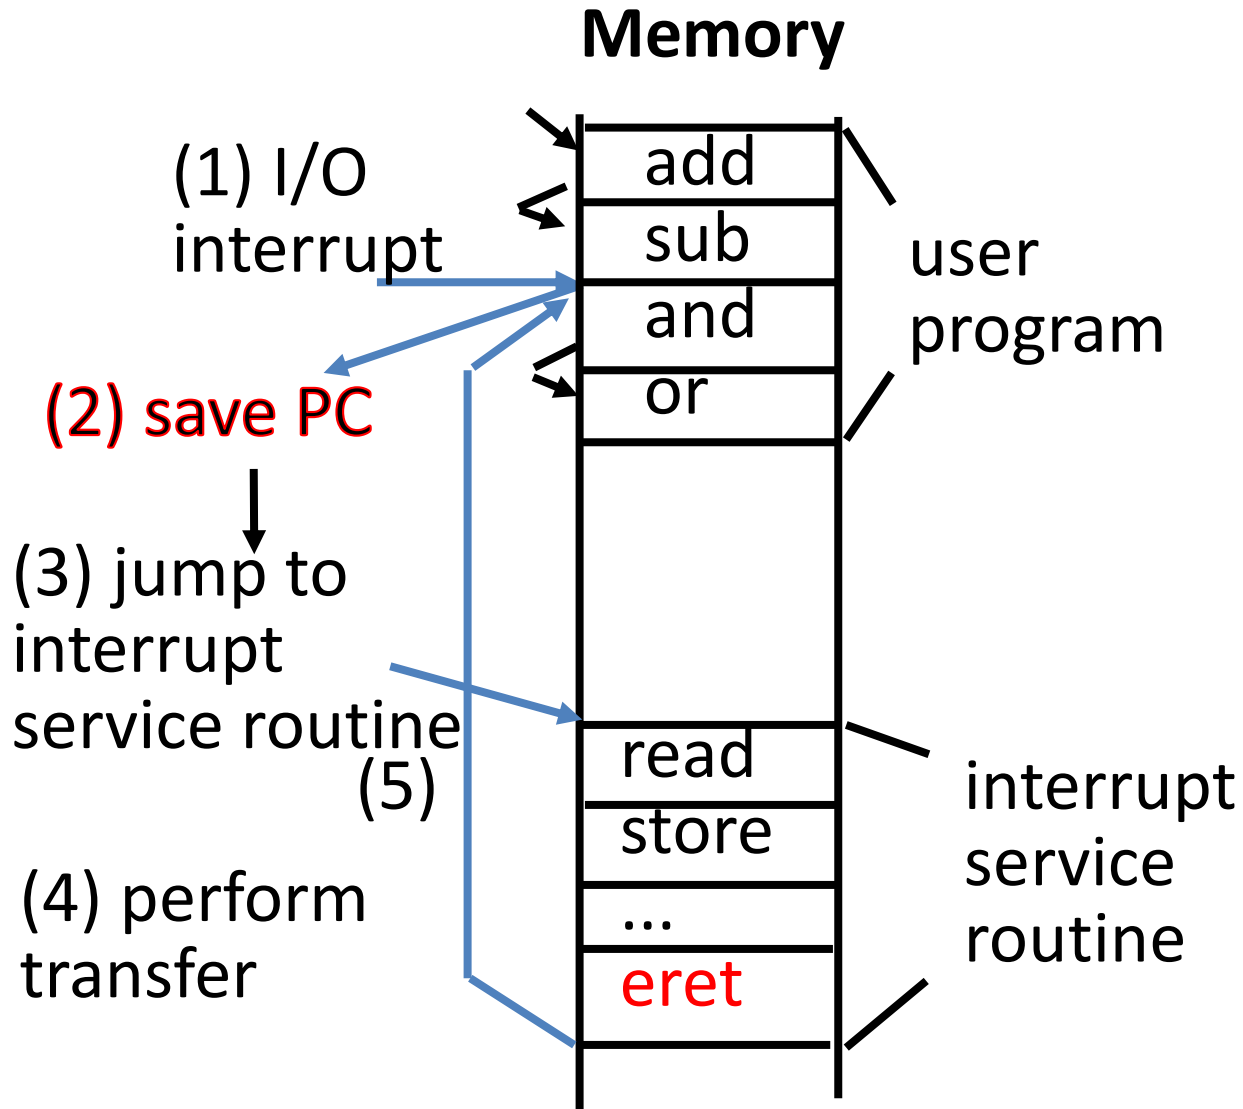 Memory
(1) I/O
interrupt
add
sub
and
or
user
program
(2) save PC
(3) jump to
interrupt
service routine
(5)
(4) perform
transfer
read
store
...
eret
interrupt
service
routine